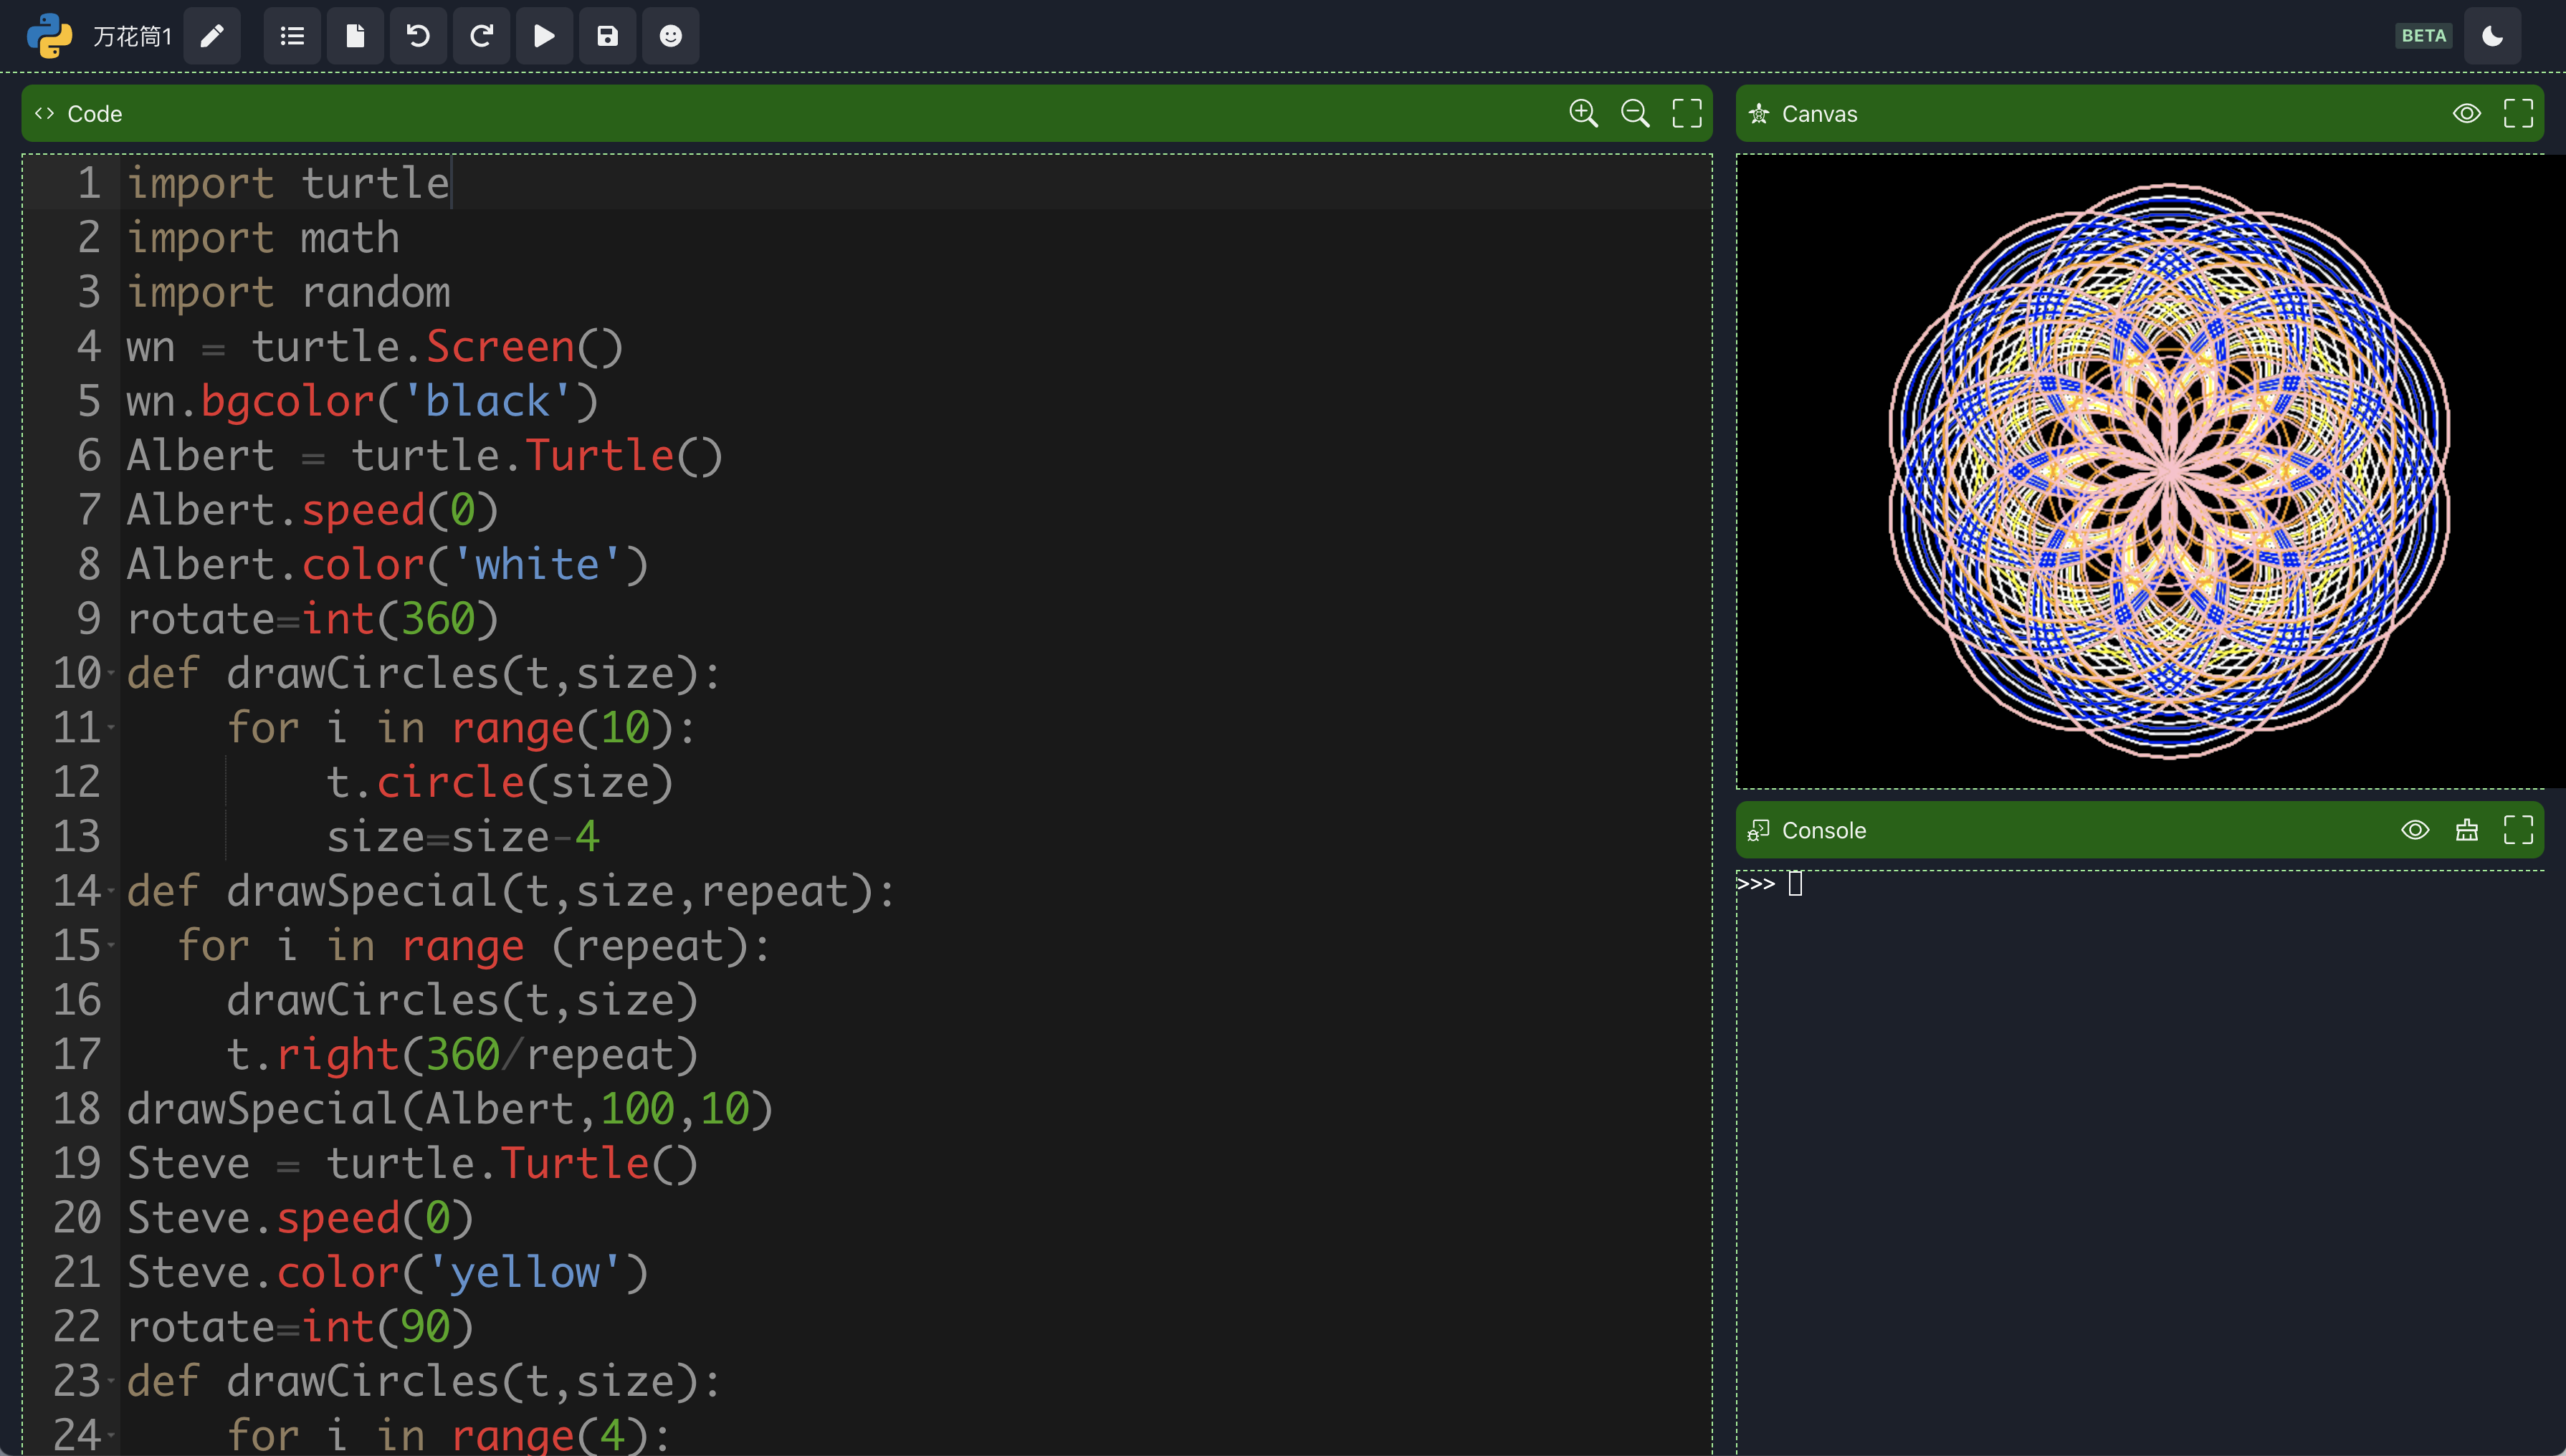 万花筒1
BETA
Code
1 import turtle
2 import math
3 import random
4 wn = turtle.Screen()
5 wn.bgcolor('black')
6 Albert = turtle.Turtle()
7 Albert.speed(0)
8 Albert.color('white')
9 rotate=int(360)
10 def drawCircles(t,size):
11 for i in range(10):
12 t.circle(size)
13 size=size-4
14 def drawSpecial(t,size,repeat):
15 for i in range (repeat):
16 drawCircles(t,size)
17 t.right(360/repeat)
18 drawSpecial(Albert,100,10)
19 Steve = turtle.Turtle()
20 Steve.speed(0)
21 Steve.color('yellow')
22 rotate=int(90)
23 def drawCircles(t,size):
24 for i in range(4):
Canvas
Console
>>>